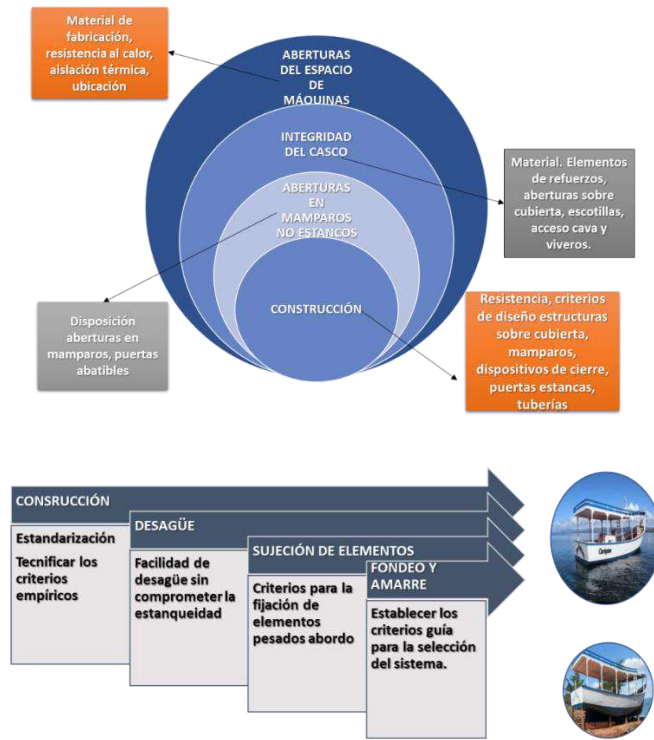 Material de
fabricación,
resistencia al calor,
aislación térmica,
ubicación
ABERTURAS
DEL ESPACIO
DE
MÁQUINAS
INTEGRIDAD
DEL CASCO
Material. Elementos
de refuerzos,
aberturas sobre
cubierta, escotillas,
acceso cava y
viveros.
ABERTURAS
EN
MAMPAROS
NO ESTANCOS
Disposición
aberturas en
mamparos, puertas
abatibles
CONSTRUCCIÓN
Resistencia, criterios
de diseño estructuras
sobre cubierta,
mamparos,
dispositivos de cierre,
puertas estancas,
tuberías
CONSRUCCIÓN
Estandarización
Tecnificar los
criterios
empíricos
DESAGÜE
Facilidad de
desagüe sin
comprometer la
estanqueidad
SUJECIÓN DE ELEMENTOS
Criterios para la
fijación de
elementos
pesados abordo
FONDEO Y
AMARRE
Establecer los
criterios guía
para la selección
del sistema.